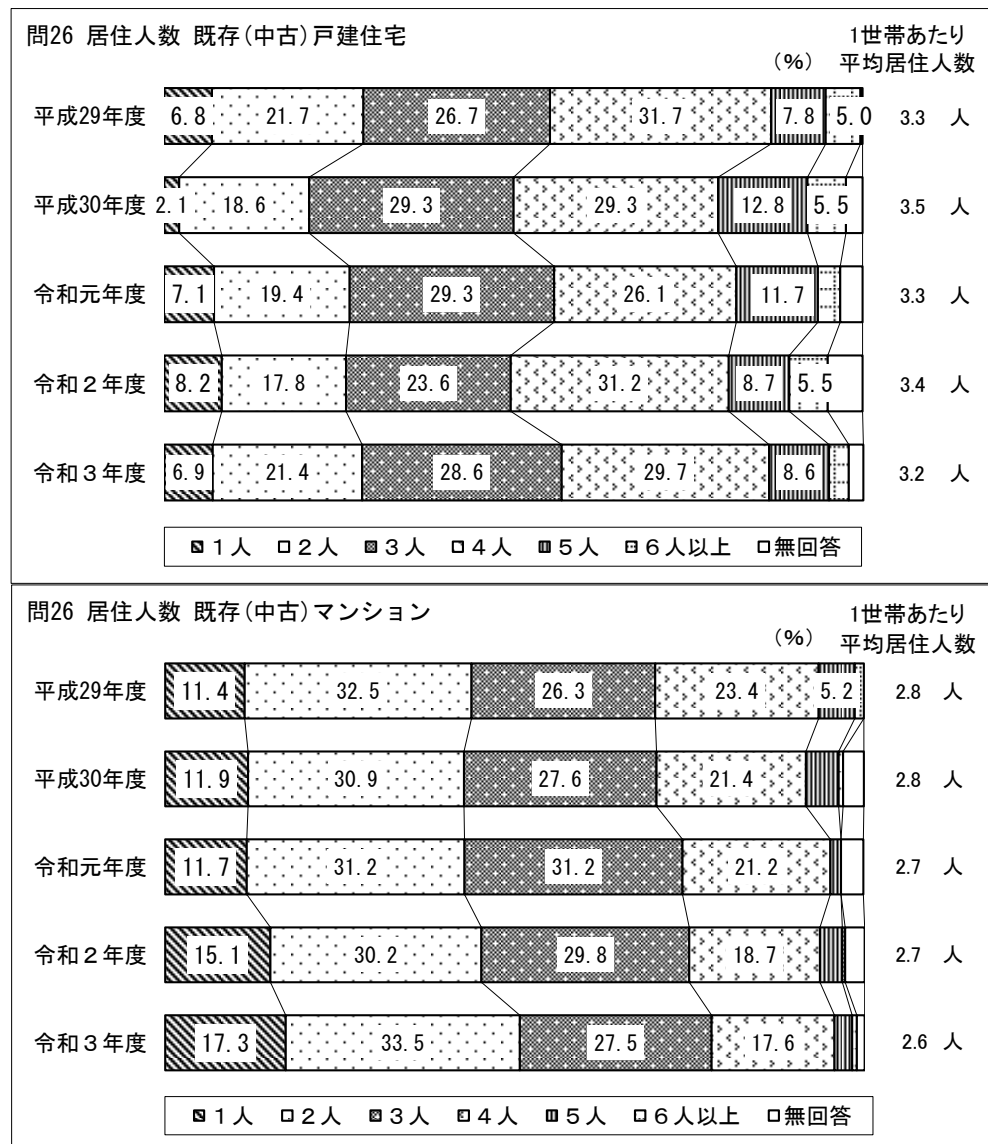 問26 居住人数 既存(中古)戸建住宅
1世帯あたり
(%) 平均居住人数
平成29年度 6.8 21.7 26.7 31.7 7.8 5.0 3.3 人
平成30年度 2.1 18.6 29.3 29.3 12.8 5.5 3.5 人
令和元年度 7.1 19.4 29.3 26.1 11.7 3.3 人
令和2年度 8.2 17.8 23.6 31.2 8.7 5.5 3.4 人
令和3年度 6.9 21.4 28.6 29.7 8.6 3.2 人
1人 2人 3人 4人 5人 6人以上 無回答
問26 居住人数 既存(中古)マンション
1世帯あたり
(%) 平均居住人数
平成29年度 11.4 32.5 26.3 23.4 5.2 2.8 人
平成30年度 11.9 30.9 27.6 21.4 2.8 人
令和元年度 11.7 31.2 31.2 21.2 2.7 人
令和2年度 15.1 30.2 29.8 18.7 2.7 人
令和3年度 17.3 33.5 27.5 17.6 2.6 人
1人 2人 3人 4人 5人 6人以上 無回答